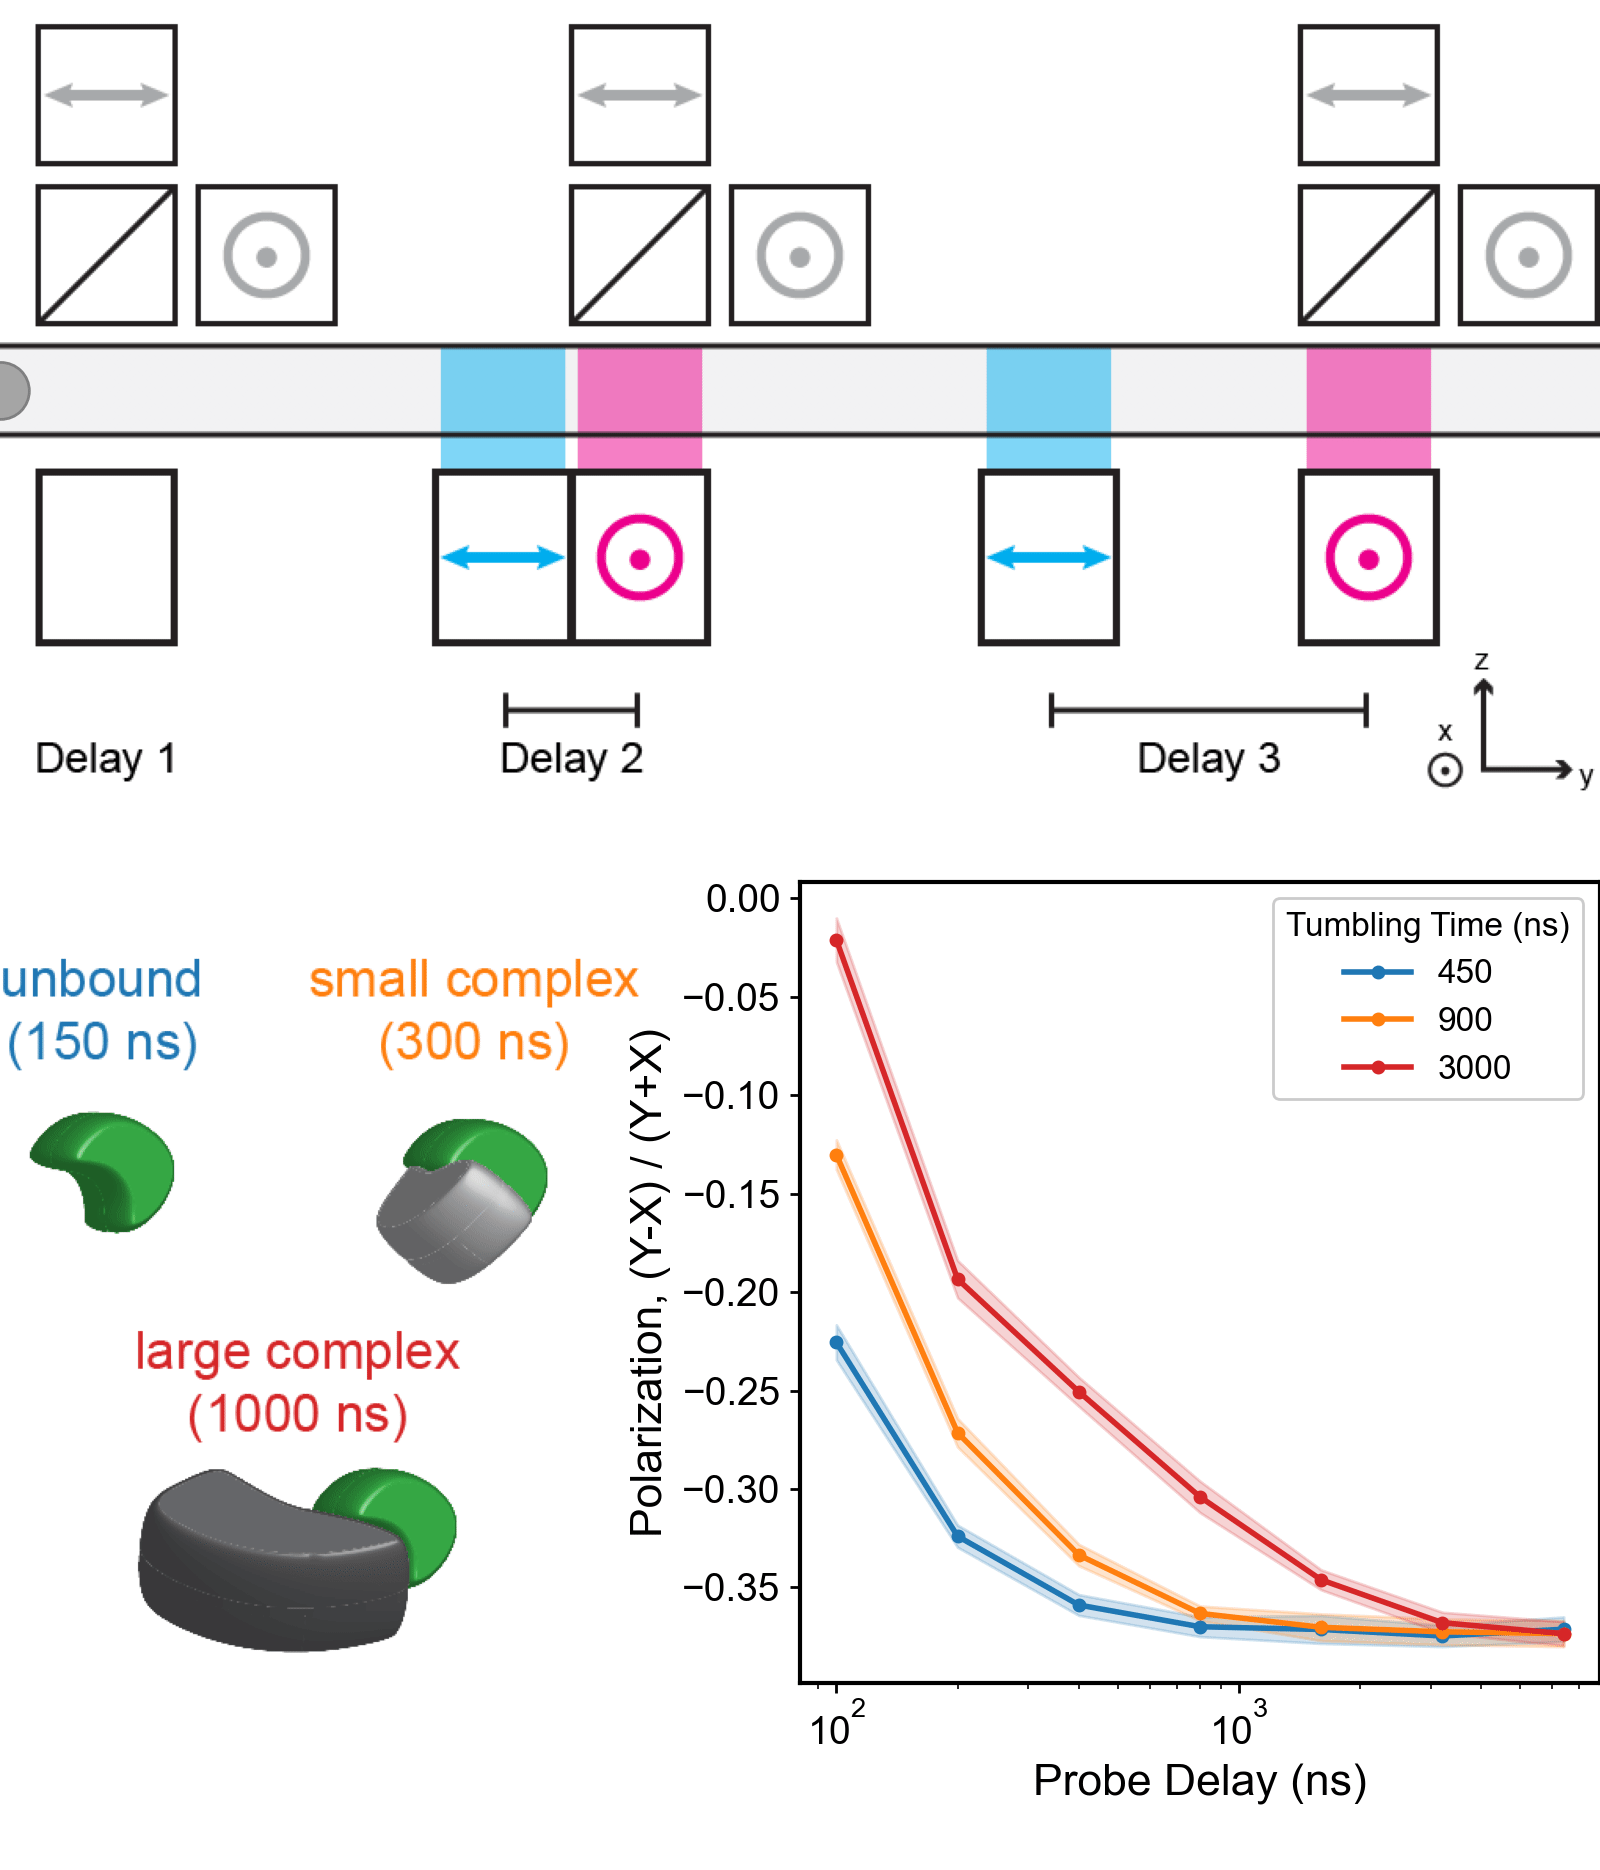 Delay 1
Delay 2
Delay 3
z
x
y
unbound
(150 ns)
small complex
(300 ns)
large complex
(1000 ns)
Polarization, (Y-X) / (Y+X)
0.00
−0.05
−0.10
−0.15
−0.20
−0.25
−0.30
−0.35
Tumbling Time (ns)
450
900
3000
10²
10³
Probe Delay (ns)